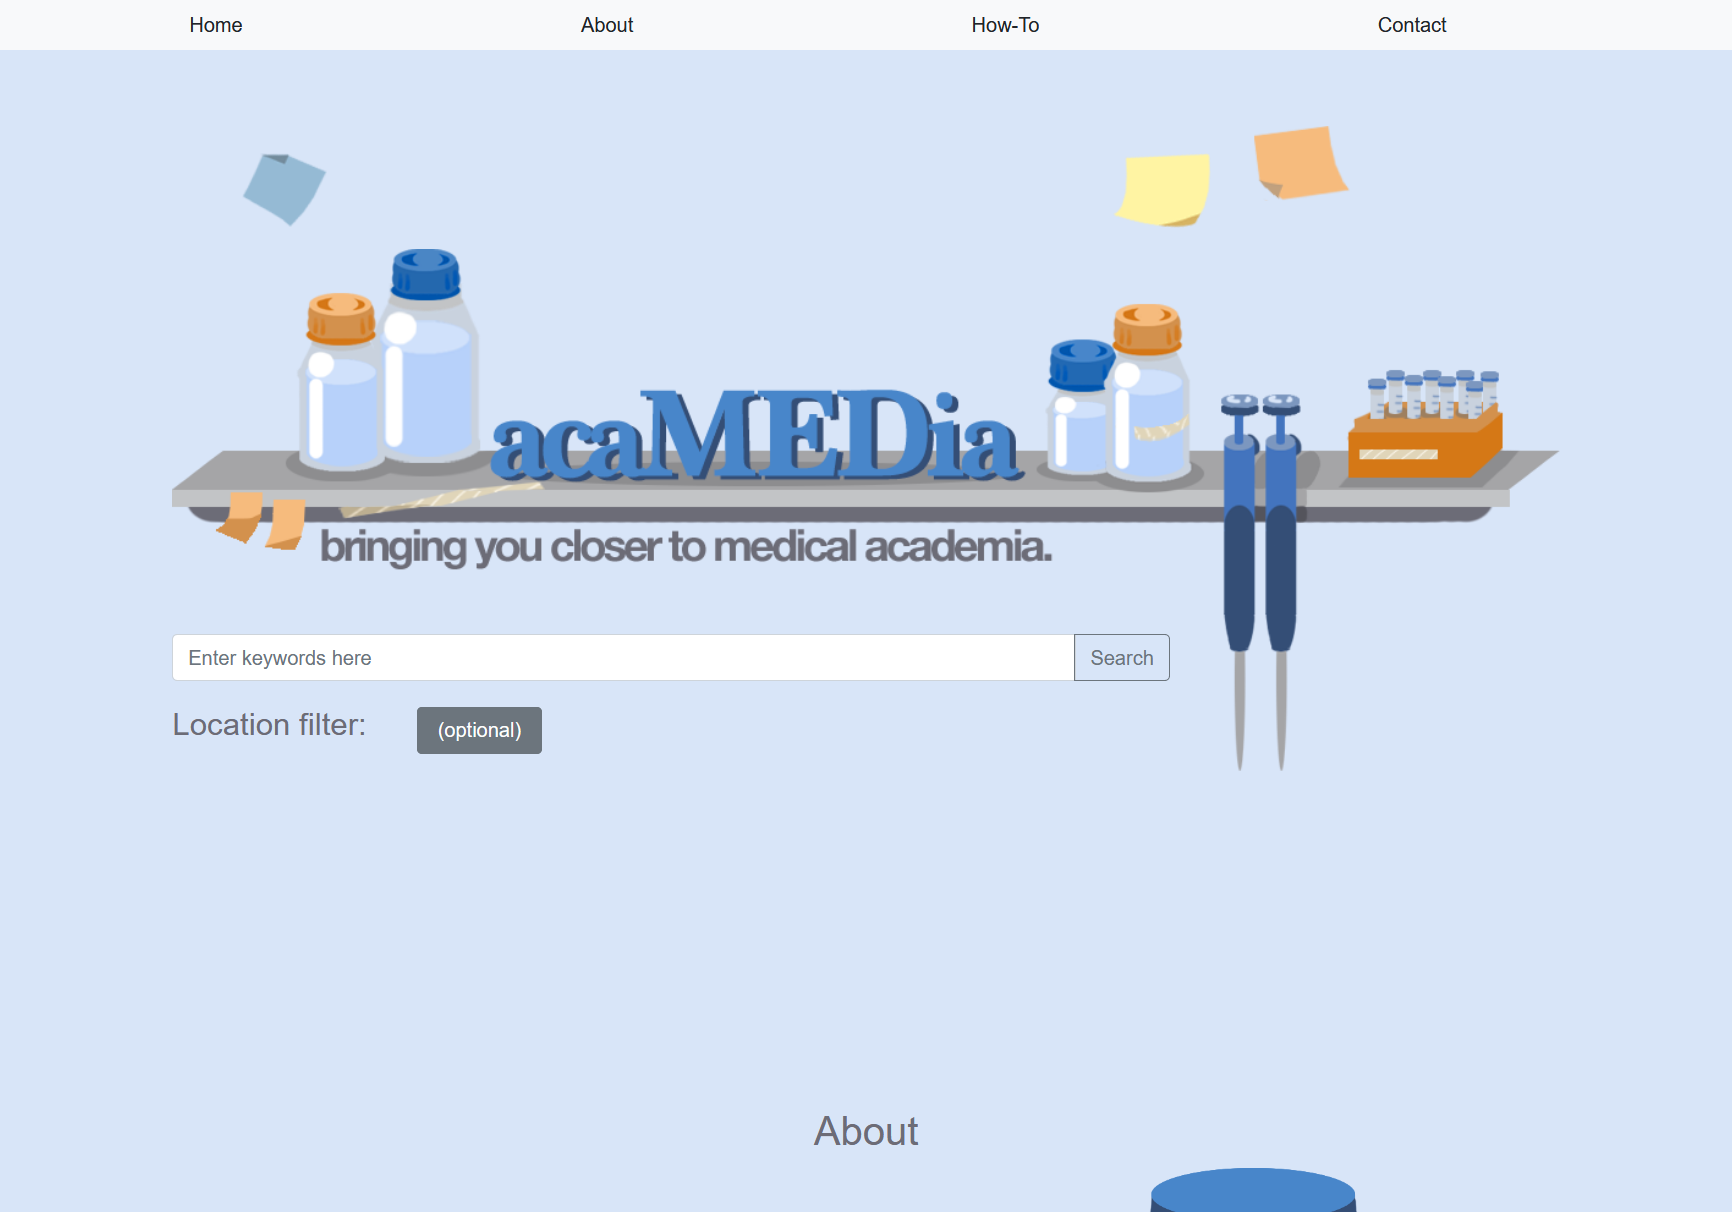 Home About How-To Contact
acaMEDia
bringing you closer to medical academia.
Enter keywords here Search
Location filter: (optional)
About